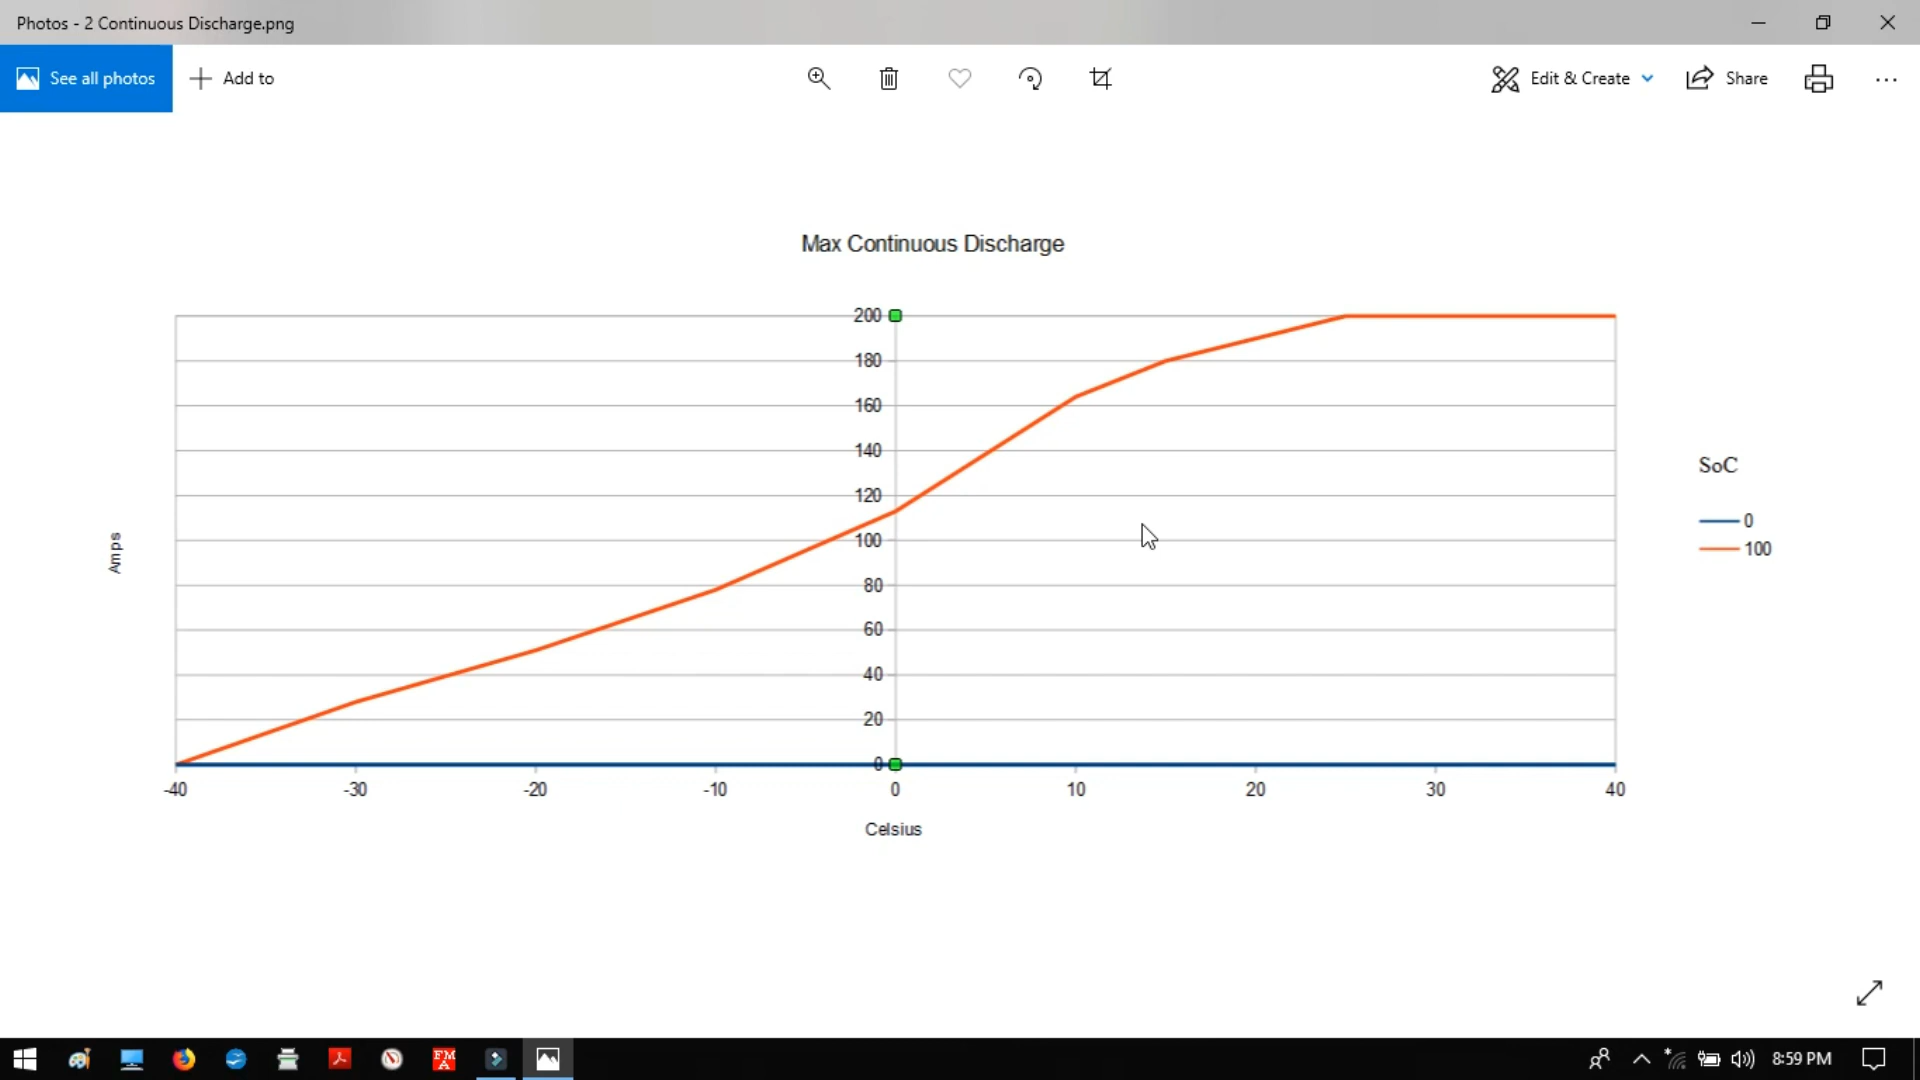 Photos - 2 Continuous Discharge.png
See all photos
Add to
Edit & Create
Share
Max Continuous Discharge
200
180
160
140
120
100
80
60
40
20
0
Amps
-40 -30 -20 -10 0 10 20 30 40
Celsius
SoC
0
100
FM
A
8:59 PM